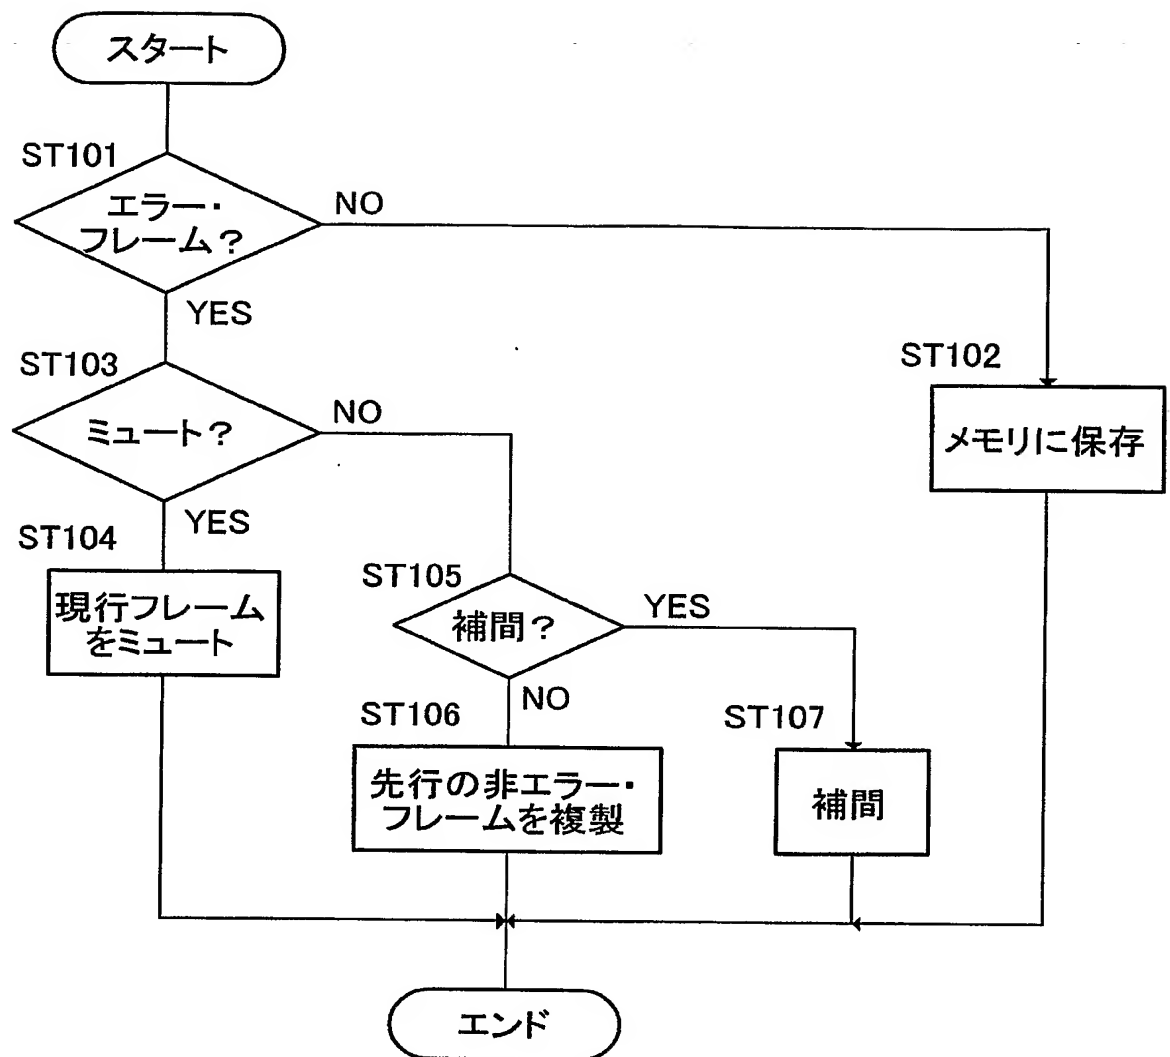 スタート
ST101
エラー・
フレーム？
NO
YES
ST103
ミュート？
NO
ST102
メモリに保存
YES
ST104
現行フレーム
をミュート
ST105
補間？
YES
NO
ST106
先行の非エラー・
フレームを複製
ST107
補間
エンド